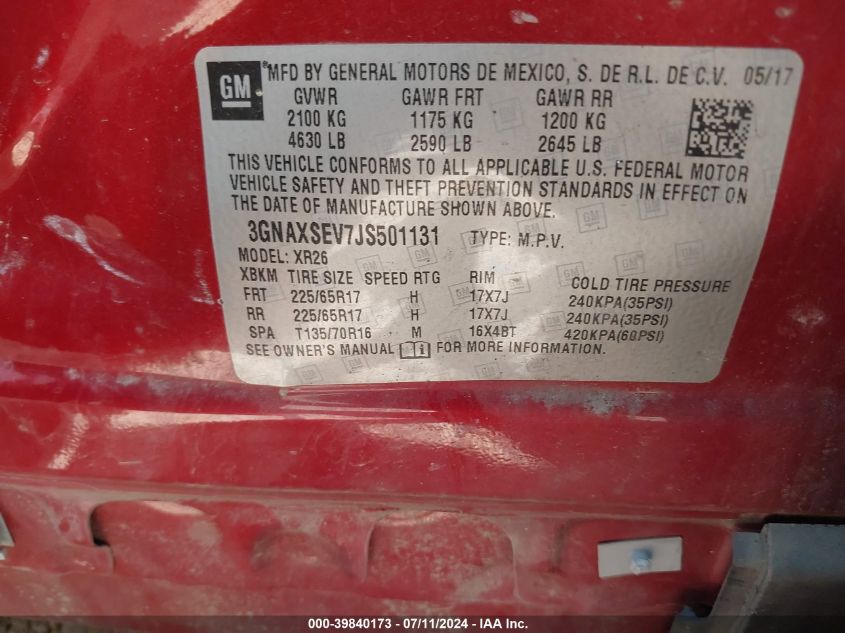 GM
® MFD BY GENERAL MOTORS DE MEXICO, S. DE R.L. DE C.V. 05/17
GVWR GAWR FRT GAWR RR
2100 KG 1175 KG 1200 KG
4630 LB 2590 LB 2645 LB
THIS VEHICLE CONFORMS TO ALL APPLICABLE U.S. FEDERAL MOTOR
VEHICLE SAFETY AND THEFT PREVENTION STANDARDS IN EFFECT ON
THE DATE OF MANUFACTURE SHOWN ABOVE.
3GNAXSEV7JS501131 TYPE: M.P.V.
MODEL: XR26
XBKM TIRE SIZE SPEED RTG RIM COLD TIRE PRESSURE
FRT 225/65R17 H 17X7J 240KPA(35PSI)
RR 225/65R17 H 17X7J 240KPA(35PSI)
SPA T135/70R16 M 16X4BT 420KPA(60PSI)
SEE OWNER'S MANUAL FOR MORE INFORMATION.
000-39840173 - 07/11/2024 - IAA Inc.